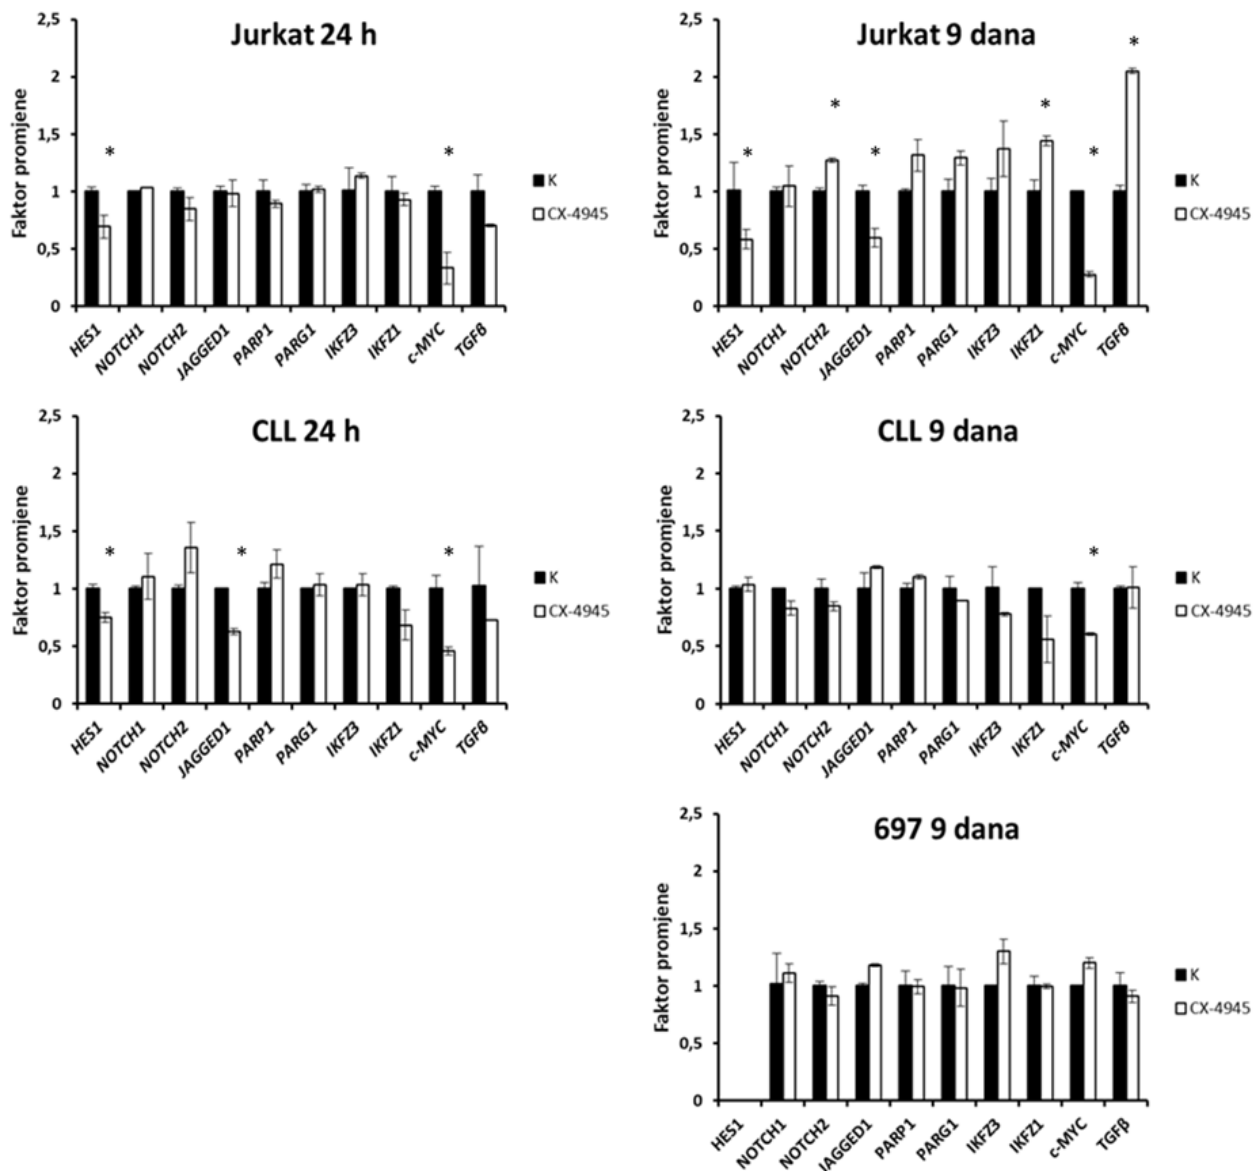 Jurkat 24 h
Faktor promjene
2,5
2
1,5
1
0,5
0
*
*
K
CX-4945
HES1
NOTCH1
NOTCH2
JAGGED1
PARP1
PARG1
IKFZ3
IKFZ1
c-MYC
TGFβ
Jurkat 9 dana
Faktor promjene
2,5
2
1,5
1
0,5
0
*
*
*
*
*
*
K
CX-4945
HES1
NOTCH1
NOTCH2
JAGGED1
PARP1
PARG1
IKFZ3
IKFZ1
c-MYC
TGFβ
CLL 24 h
Faktor promjene
2,5
2
1,5
1
0,5
0
*
*
*
K
CX-4945
HES1
NOTCH1
NOTCH2
JAGGED1
PARP1
PARG1
IKFZ3
IKFZ1
c-MYC
TGFβ
CLL 9 dana
Faktor promjene
2,5
2
1,5
1
0,5
0
*
K
CX-4945
HES1
NOTCH1
NOTCH2
JAGGED1
PARP1
PARG1
IKFZ3
IKFZ1
c-MYC
TGFβ
697 9 dana
Faktor promjene
2,5
2
1,5
1
0,5
0
K
CX-4945
HES1
NOTCH1
NOTCH2
JAGGED1
PARP1
PARG1
IKFZ3
IKFZ1
c-MYC
TGFβ